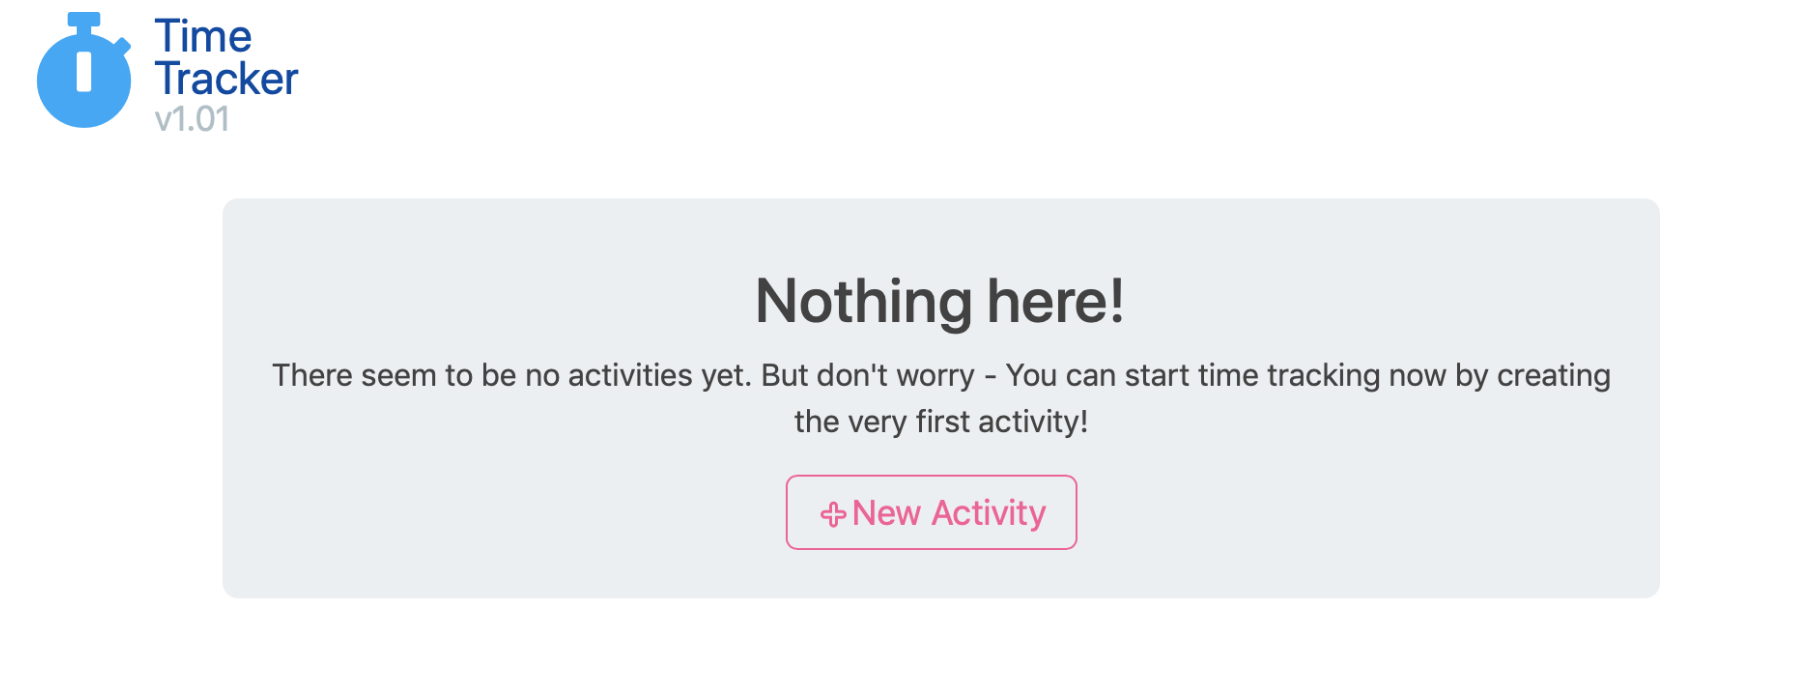 Time
Tracker
v1.01
Nothing here!
There seem to be no activities yet. But don't worry - You can start time tracking now by creating
the very first activity!
New Activity